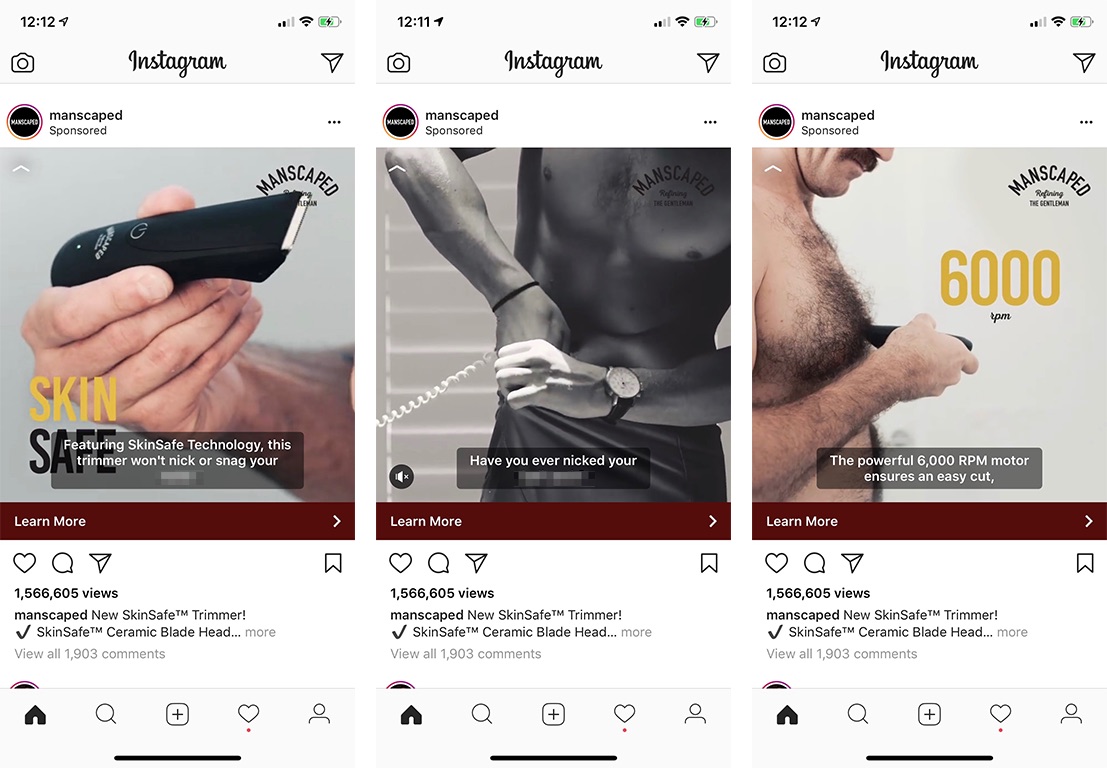 12:12
Instagram
manscaped
Sponsored
MANSCAPED
MANSCAPED
Refining
SKIN
SAFE
Featuring SkinSafe Technology, this
trimmer won't nick or snag your
Learn More
1,566,605 views
manscaped New SkinSafe™ Trimmer!
✓ SkinSafe™ Ceramic Blade Head... more
View all 1,903 comments
12:11
Instagram
manscaped
Sponsored
MANSCAPED
MANSCAPED
Refining
THE GENTLEMAN
Have you ever nicked your
Learn More
1,566,605 views
manscaped New SkinSafe™ Trimmer!
✓ SkinSafe™ Ceramic Blade Head... more
View all 1,903 comments
12:12
Instagram
manscaped
Sponsored
MANSCAPED
MANSCAPED
Refining
THE GENTLEMAN
6000
rpm
The powerful 6,000 RPM motor
ensures an easy cut,
Learn More
1,566,605 views
manscaped New SkinSafe™ Trimmer!
✓ SkinSafe™ Ceramic Blade Head... more
View all 1,903 comments